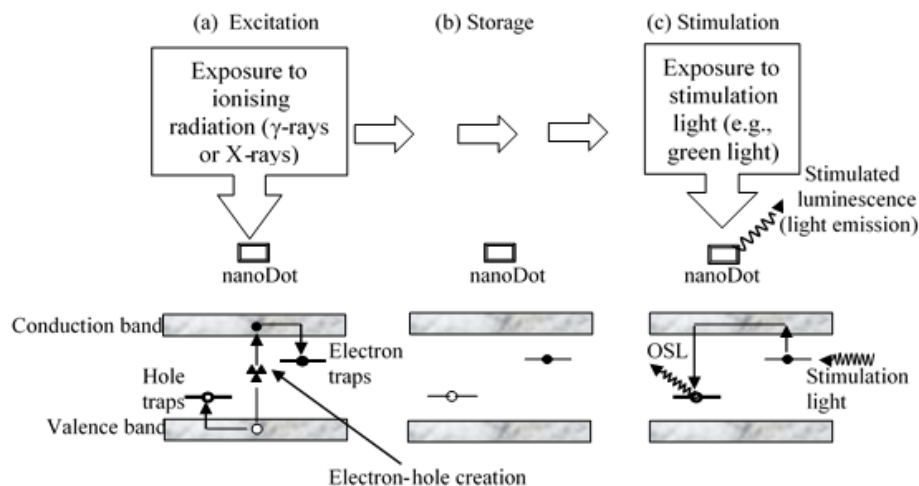 (a) Excitation
(b) Storage
(c) Stimulation
Exposure to
ionising
radiation (γ-rays
or X-rays)
Exposure to
stimulation
light (e.g.,
green light)
Stimulated
luminescence
(light emission)
nanoDot
nanoDot
nanoDot
Conduction band
Electron
traps
Hole
traps
Valence band
Electron-hole creation
OSL
Stimulation
light